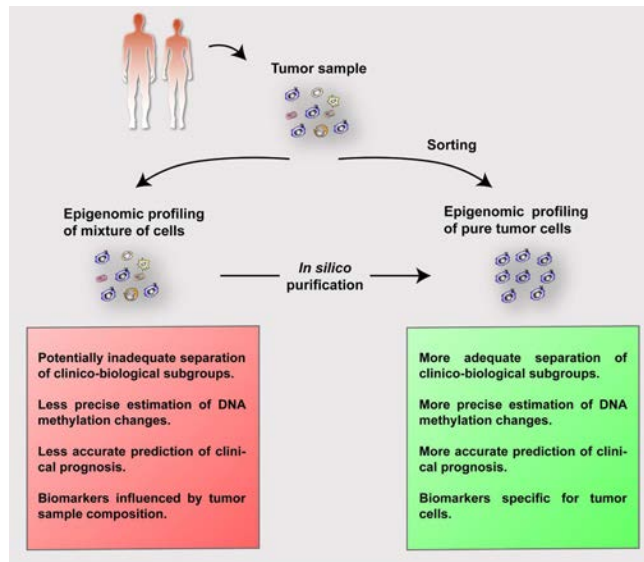 Tumor sample
Sorting
Epigenomic profiling
of mixture of cells
Epigenomic profiling
of pure tumor cells
In silico
purification
Potentially inadequate separation
of clinico-biological subgroups.
Less precise estimation of DNA
methylation changes.
Less accurate prediction of clini-
cal prognosis.
Biomarkers influenced by tumor
sample composition.
More adequate separation of
clinico-biological subgroups.
More precise estimation of DNA
methylation changes.
More accurate prediction of clini-
cal prognosis.
Biomarkers specific for tumor
cells.